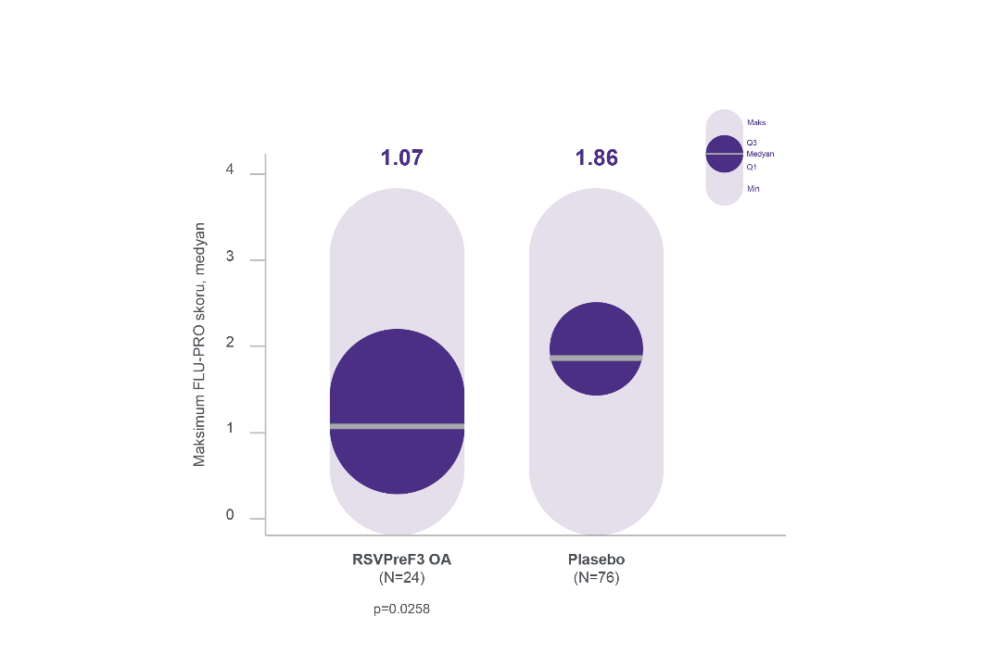 Maks
Q3
Medyan
Q1
Min
1.07
1.86
Maksimum FLU-PRO skoru, medyan
4
3
2
1
0
RSVPreF3 OA
(N=24)
Plasebo
(N=76)
p=0.0258